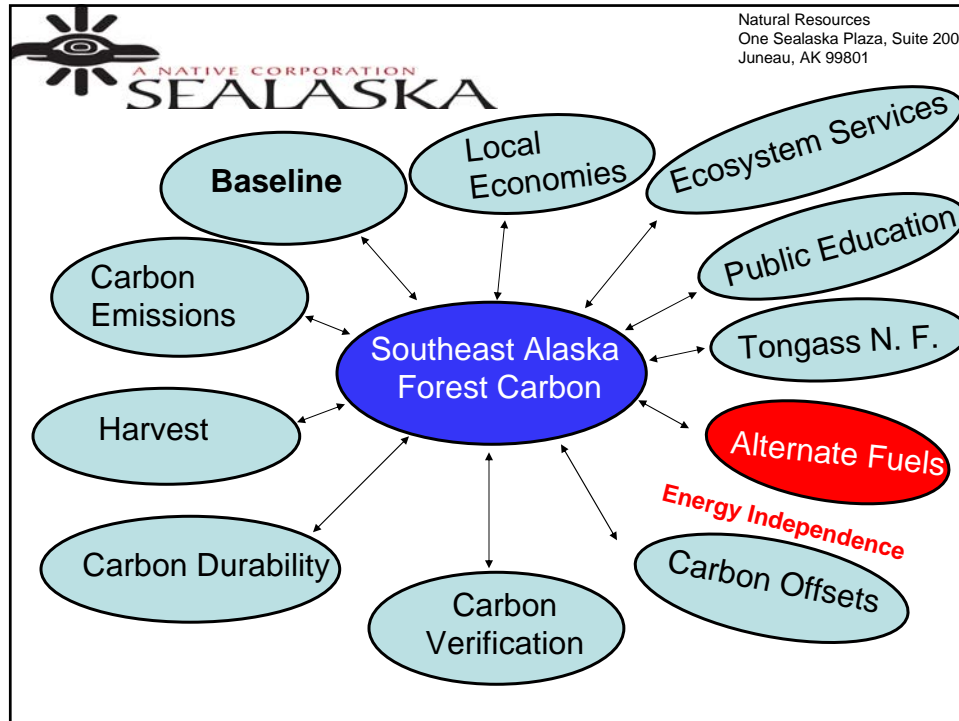 Natural Resources
One Sealaska Plaza, Suite 200
Juneau, AK 99801
A NATIVE CORPORATION
SEALASKA
Baseline
Local
Economies
Ecosystem Services
Public Education
Carbon
Emissions
Southeast Alaska
Forest Carbon
Tongass N. F.
Harvest
Alternate Fuels
Energy Independence
Carbon Durability
Carbon
Verification
Carbon Offsets